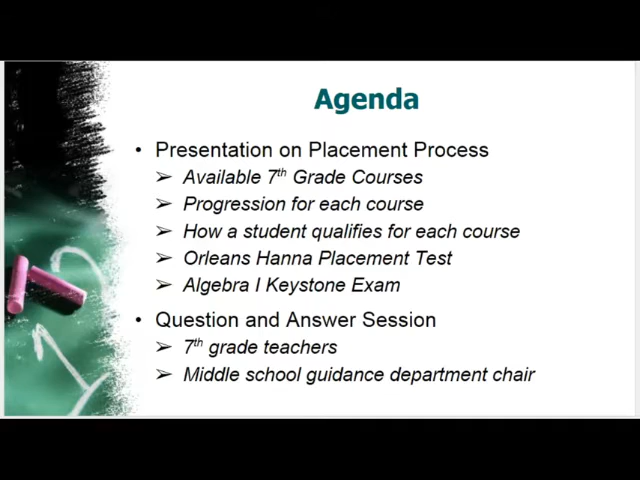 Agenda
• Presentation on Placement Process
➢ Available 7th Grade Courses
➢ Progression for each course
➢ How a student qualifies for each course
➢ Orleans Hanna Placement Test
➢ Algebra I Keystone Exam
• Question and Answer Session
➢ 7th grade teachers
➢ Middle school guidance department chair